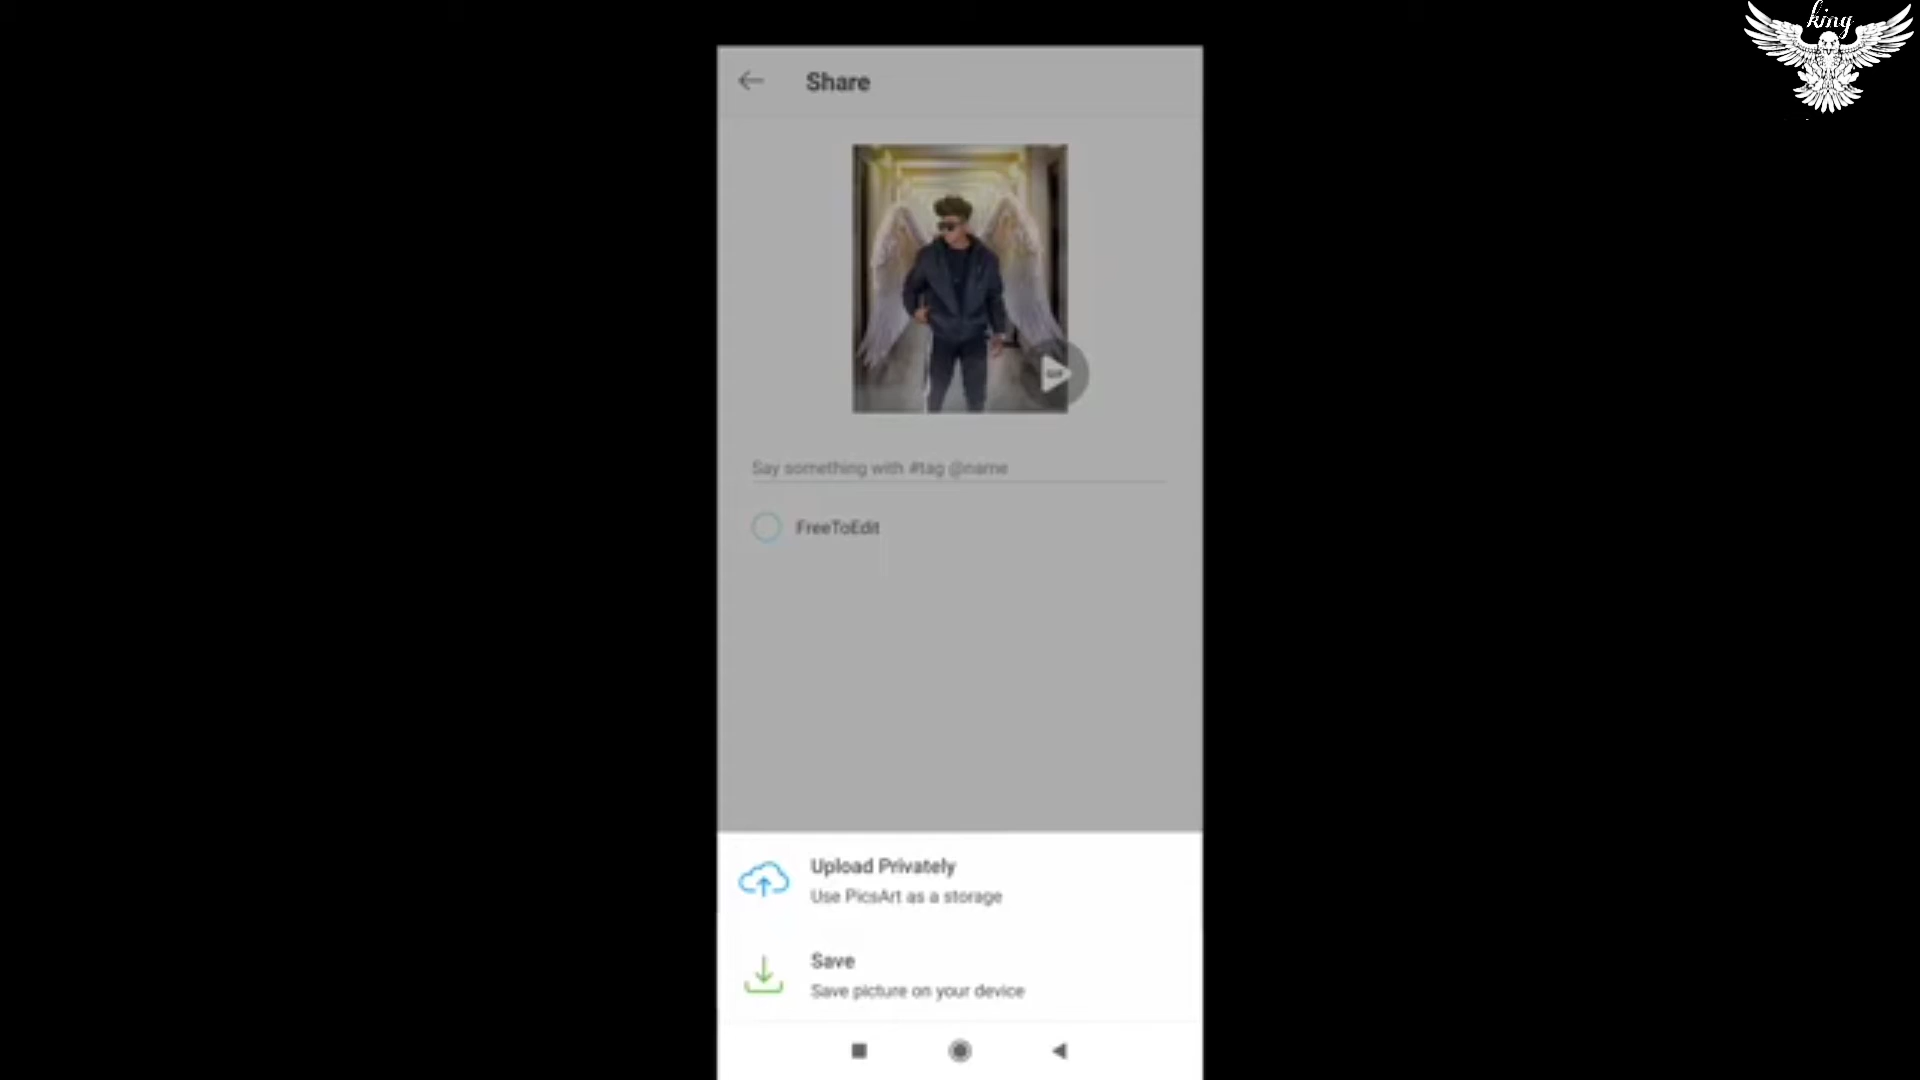 king
Share
Say something with #tag @name
FreeToEdit
Upload Privately
Use PicsArt as a storage
Save
Save picture on your device